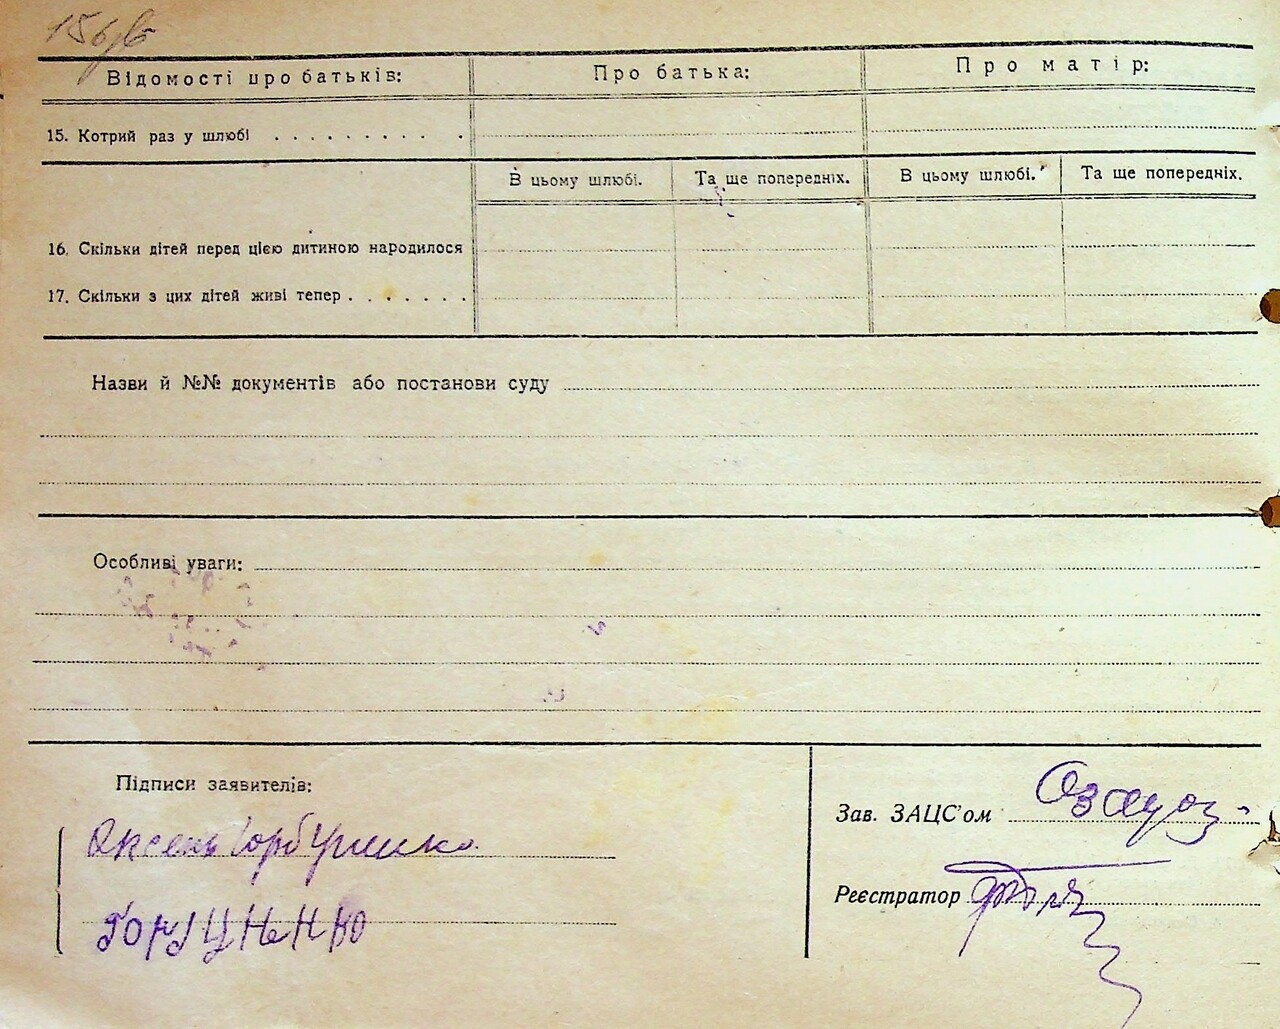 Відомості про батьків: Про батька: Про матір:
15. Котрий раз у шлюбі . . . . . . . . . .
В цьому шлюбі. Та ще попередніх. В цьому шлюбі. Та ще попередніх.
16. Скільки дітей перед цією дитиною народилося
17. Скільки з цих дітей живі тепер . . . . . . .
Назви й №№ документів або постанови суду
Особливі уваги:
Підписи заявителів:
Зав. ЗАЦС'ом
Реєстратор